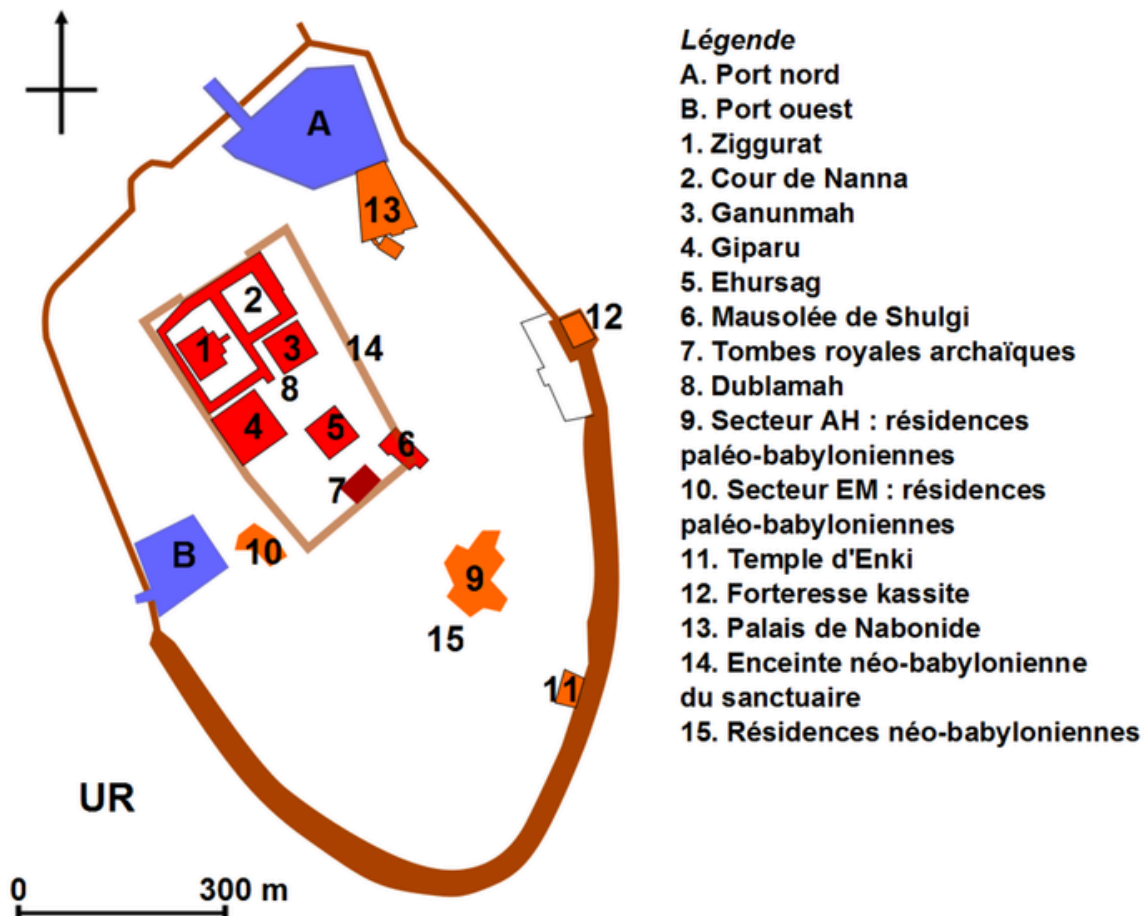 A
13
2
12
1
3
14
8
4
5
6
7
B
10
9
15
11
UR
0 300 m
Légende
A. Port nord
B. Port ouest
1. Ziggurat
2. Cour de Nanna
3. Ganunmah
4. Giparu
5. Ehursag
6. Mausolée de Shulgi
7. Tombes royales archaïques
8. Dublamah
9. Secteur AH : résidences
paléo-babyloniennes
10. Secteur EM : résidences
paléo-babyloniennes
11. Temple d'Enki
12. Forteresse kassite
13. Palais de Nabonide
14. Enceinte néo-babylonienne
du sanctuaire
15. Résidences néo-babyloniennes